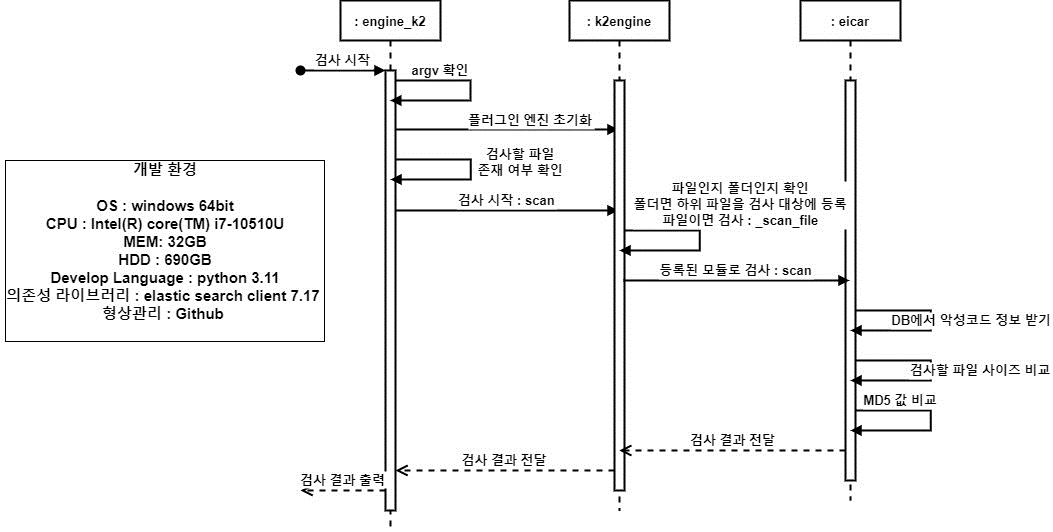 : engine_k2
: k2engine
: eicar
검사 시작
argv 확인
플러그인 엔진 초기화
검사할 파일
존재 여부 확인
검사 시작 : scan
파일인지 폴더인지 확인
폴더면 하위 파일을 검사 대상에 등록
파일이면 검사 : _scan_file
등록된 모듈로 검사 : scan
DB에서 악성코드 정보 받기
검사할 파일 사이즈 비교
MD5 값 비교
검사 결과 전달
검사 결과 전달
검사 결과 출력
개발 환경
OS : windows 64bit
CPU : Intel(R) core(TM) i7-10510U
MEM: 32GB
HDD : 690GB
Develop Language : python 3.11
의존성 라이브러리 : elastic search client 7.17
형상관리 : Github